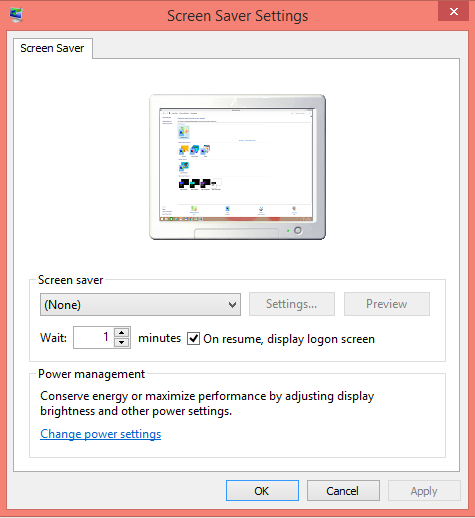 Screen Saver Settings
Screen Saver
Screen saver
(None)
Settings...
Preview
Wait:
1
minutes
On resume, display logon screen
Power management
Conserve energy or maximize performance by adjusting display
brightness and other power settings.
Change power settings
OK
Cancel
Apply